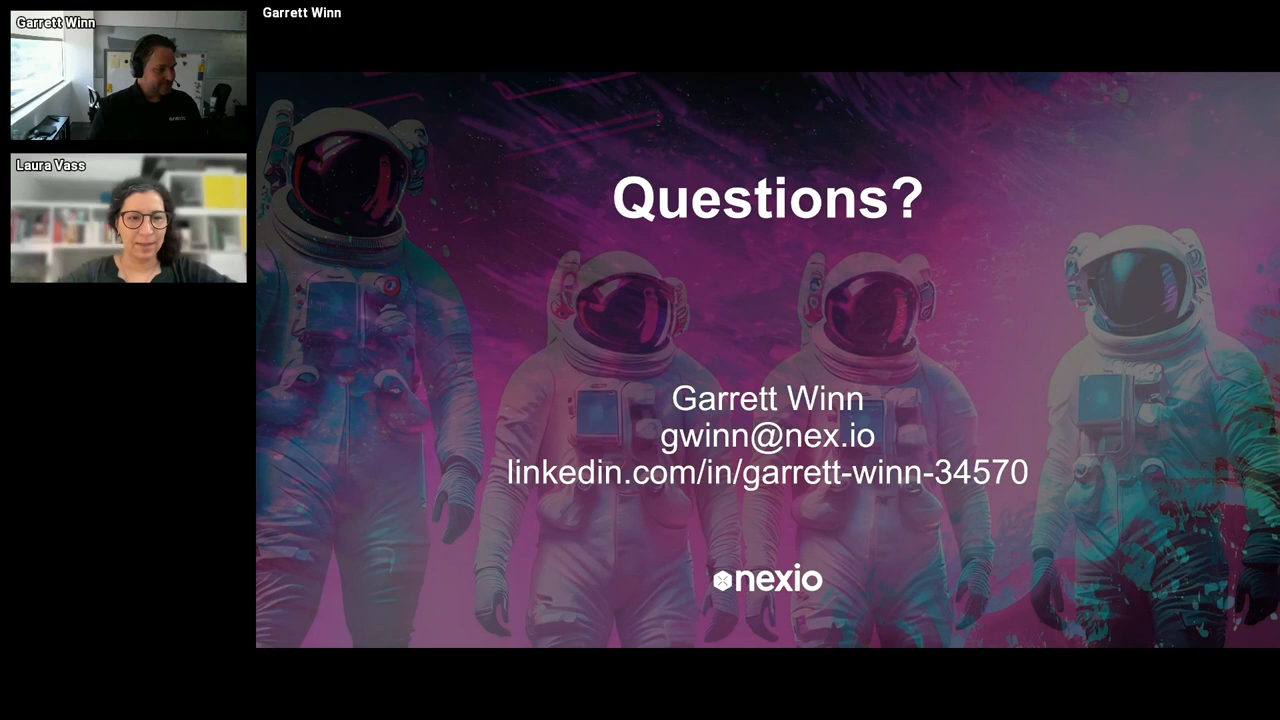 Garrett Winn
Garrett Winn
Laura Vass
Questions?
Garrett Winn
gwinn@nex.io
linkedin.com/in/garrett-winn-34570
nexio